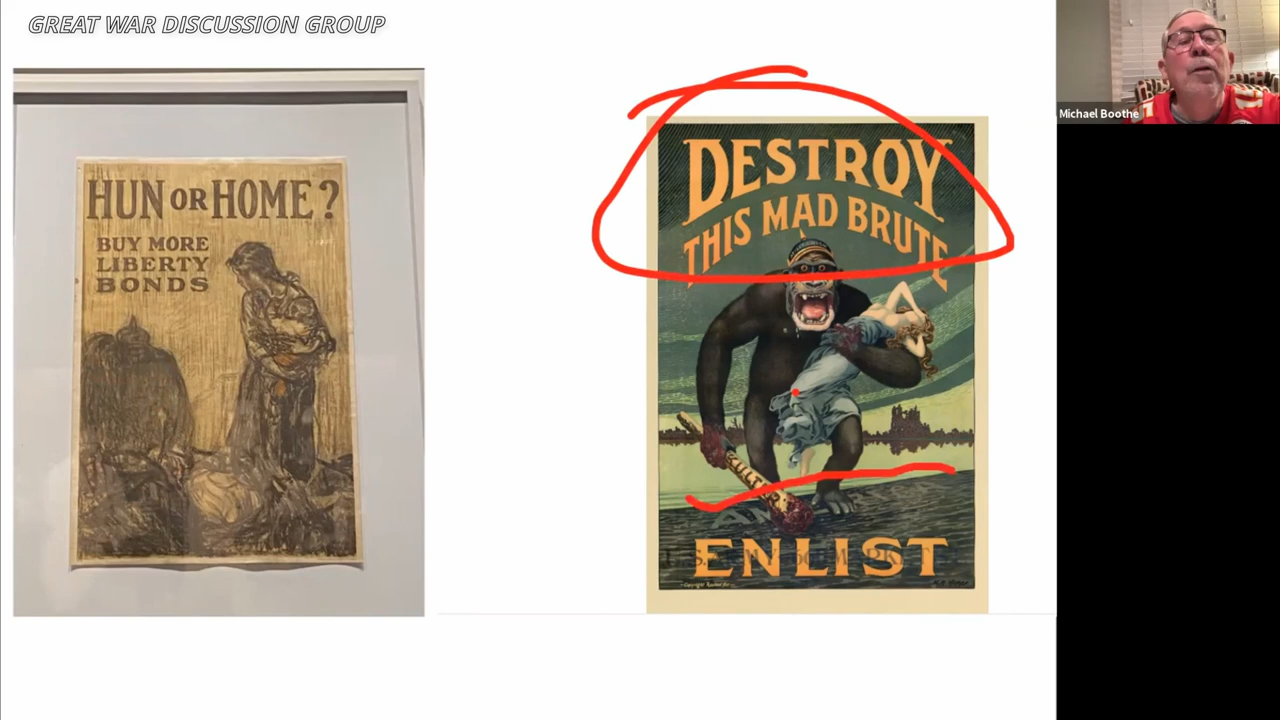 GREAT WAR DISCUSSION GROUP
HUN OR HOME?
BUY MORE
LIBERTY
BONDS
DESTROY
THIS MAD BRUTE
ENLIST
Michael Boothe